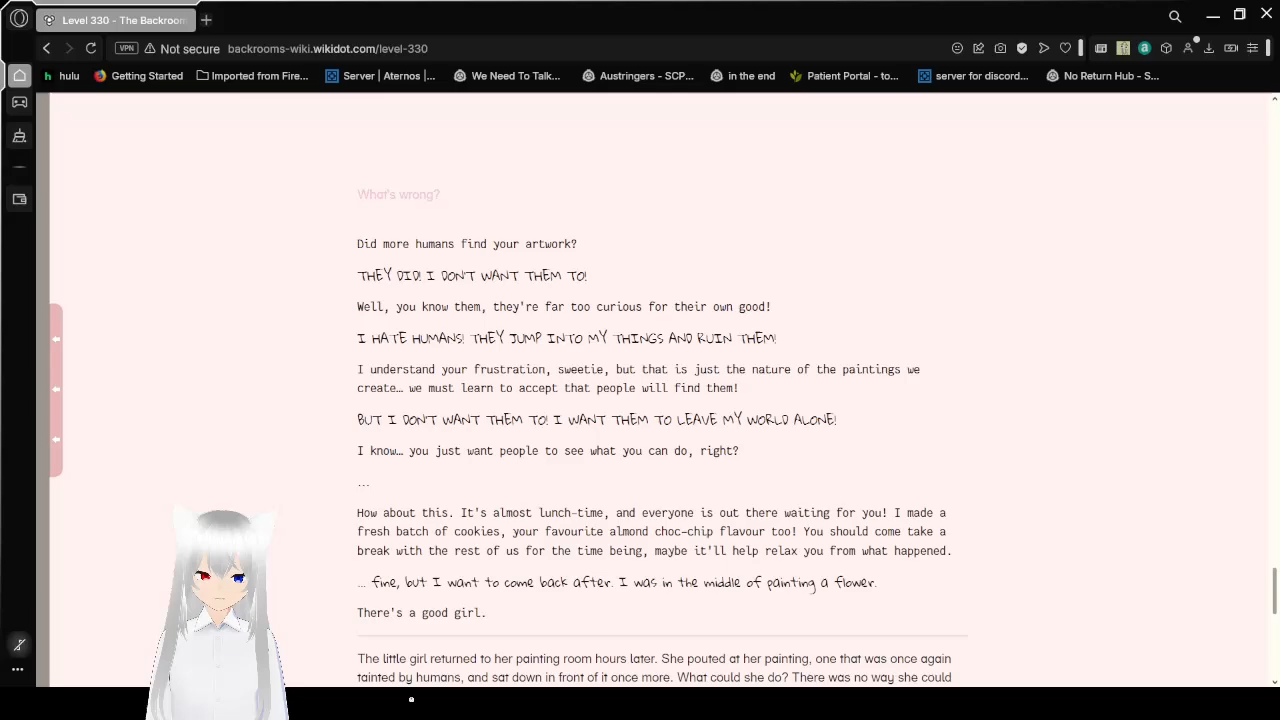 Level 330 - The Backroom
VPN Not secure backrooms-wiki.wikidot.com/level-330
hulu Getting Started Imported from Fire... Server | Aternos |... We Need To Talk... Austringers - SCP... in the end Patient Portal - to... server for discord... No Return Hub - S...
What's wrong?
Did more humans find your artwork?
THEY DID! I DON'T WANT THEM TO!
Well, you know them, they're far too curious for their own good!
I HATE HUMANS! THEY JUMP INTO MY THINGS AND RUIN THEM!
I understand your frustration, sweetie, but that is just the nature of the paintings we
create… we must learn to accept that people will find them!
BUT I DON'T WANT THEM TO! I WANT THEM TO LEAVE MY WORLD ALONE!
I know… you just want people to see what you can do, right?
…
How about this. It's almost lunch-time, and everyone is out there waiting for you! I made a
fresh batch of cookies, your favourite almond choc-chip flavour too! You should come take a
break with the rest of us for the time being, maybe it'll help relax you from what happened.
… fine, but I want to come back after. I was in the middle of painting a flower.
There's a good girl.
The little girl returned to her painting room hours later. She pouted at her painting, one that was once again
tainted by humans, and sat down in front of it once more. What could she do? There was no way she could